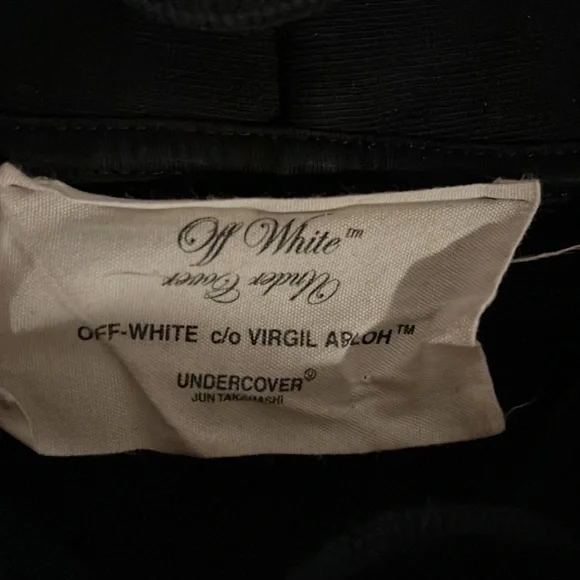 Off White™
Under Cover
OFF-WHITE c/o VIRGIL ABLOH™
UNDERCOVER®
JUN TAKAHASHI